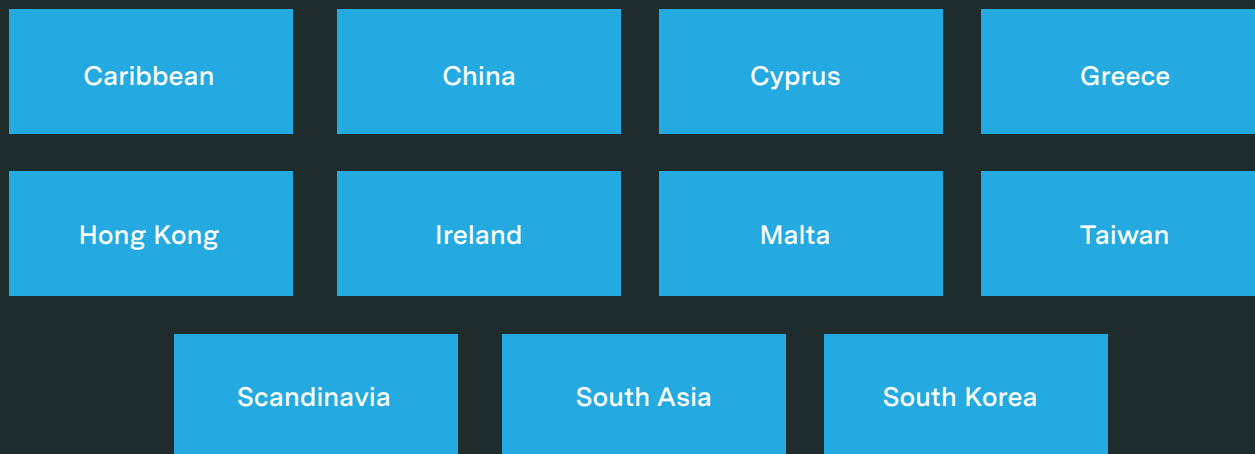 Caribbean
China
Cyprus
Greece
Hong Kong
Ireland
Malta
Taiwan
Scandinavia
South Asia
South Korea